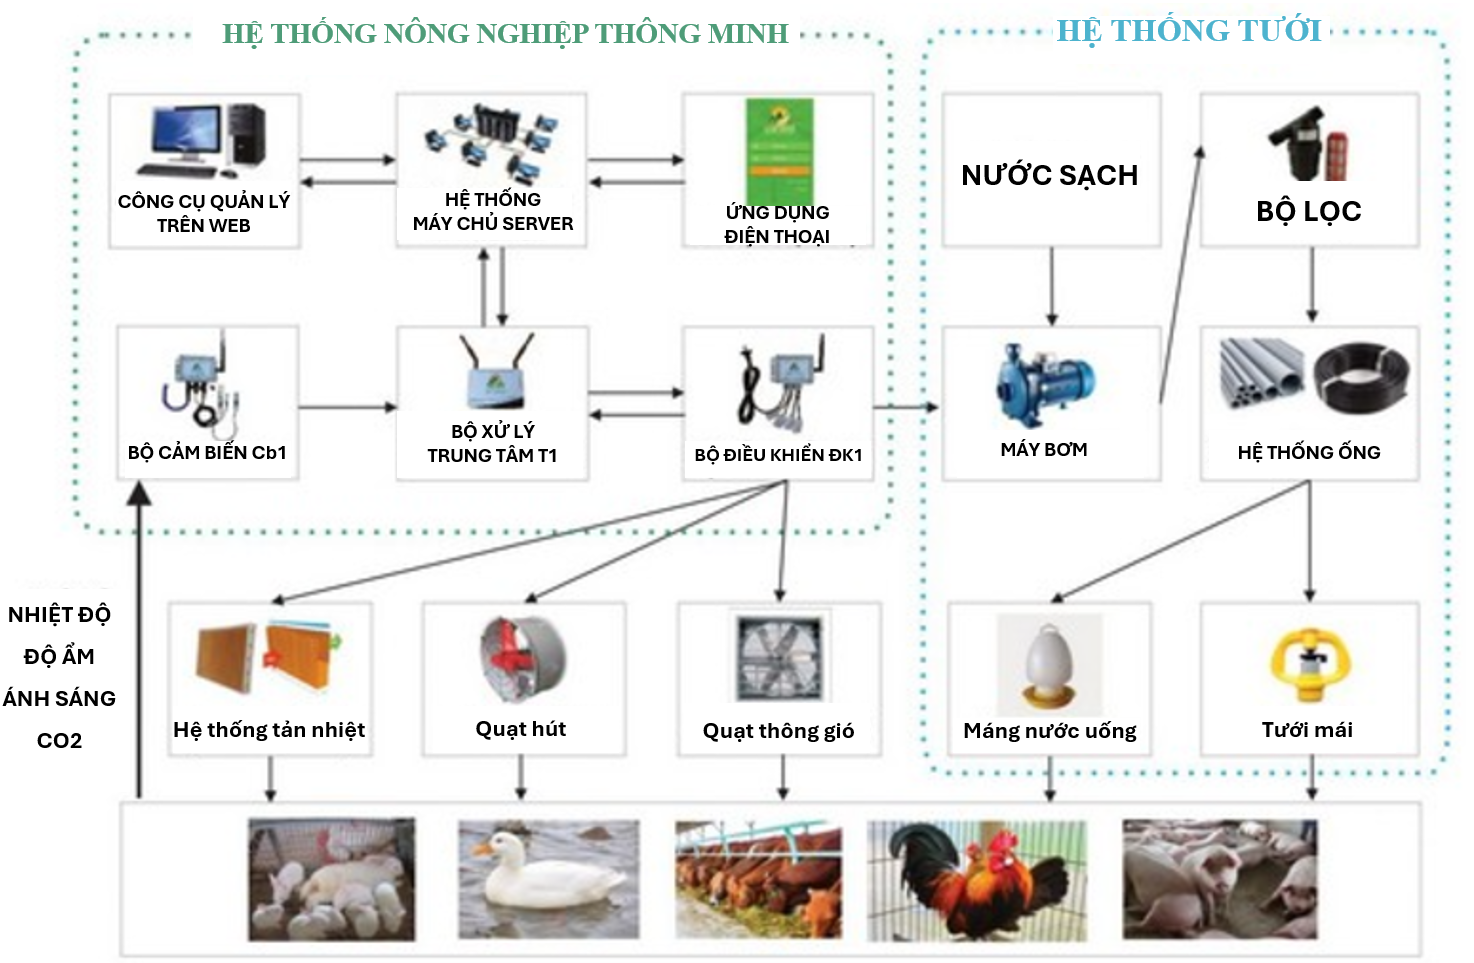 HỆ THỐNG NÔNG NGHIỆP THÔNG MINH
HỆ THỐNG TƯỚI
CÔNG CỤ QUẢN LÝ
TRÊN WEB
HỆ THỐNG
MÁY CHỦ SERVER
ỨNG DỤNG
ĐIỆN THOẠI
NƯỚC SẠCH
BỘ LỌC
BỘ CẢM BIẾN Cb1
BỘ XỬ LÝ
TRUNG TÂM T1
BỘ ĐIỀU KHIỂN ĐK1
MÁY BƠM
HỆ THỐNG ỐNG
NHIỆT ĐỘ
ĐỘ ẨM
ÁNH SÁNG
CO2
Hệ thống tản nhiệt
Quạt hút
Quạt thông gió
Máng nước uống
Tưới mái